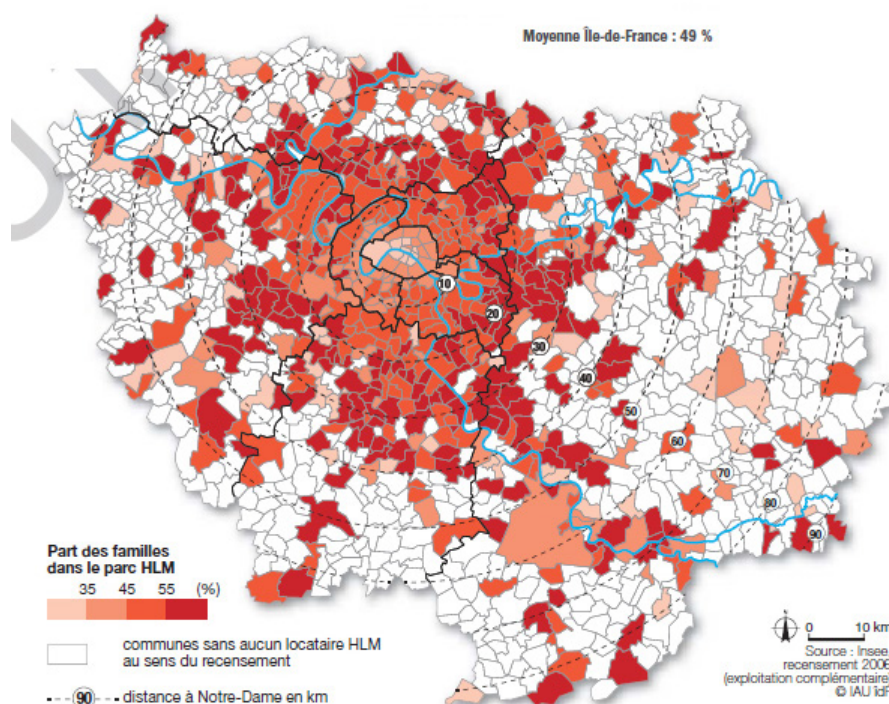 Moyenne Île-de-France : 49 %
10
20
30
40
50
60
70
80
90
Part des familles
dans le parc HLM
35 45 55 (%)
communes sans aucun locataire HLM
au sens du recensement
90 distance à Notre-Dame en km
0 10 km
Source : Insee,
recensement 2006
(exploitation complémentaire)
© IAU îdF